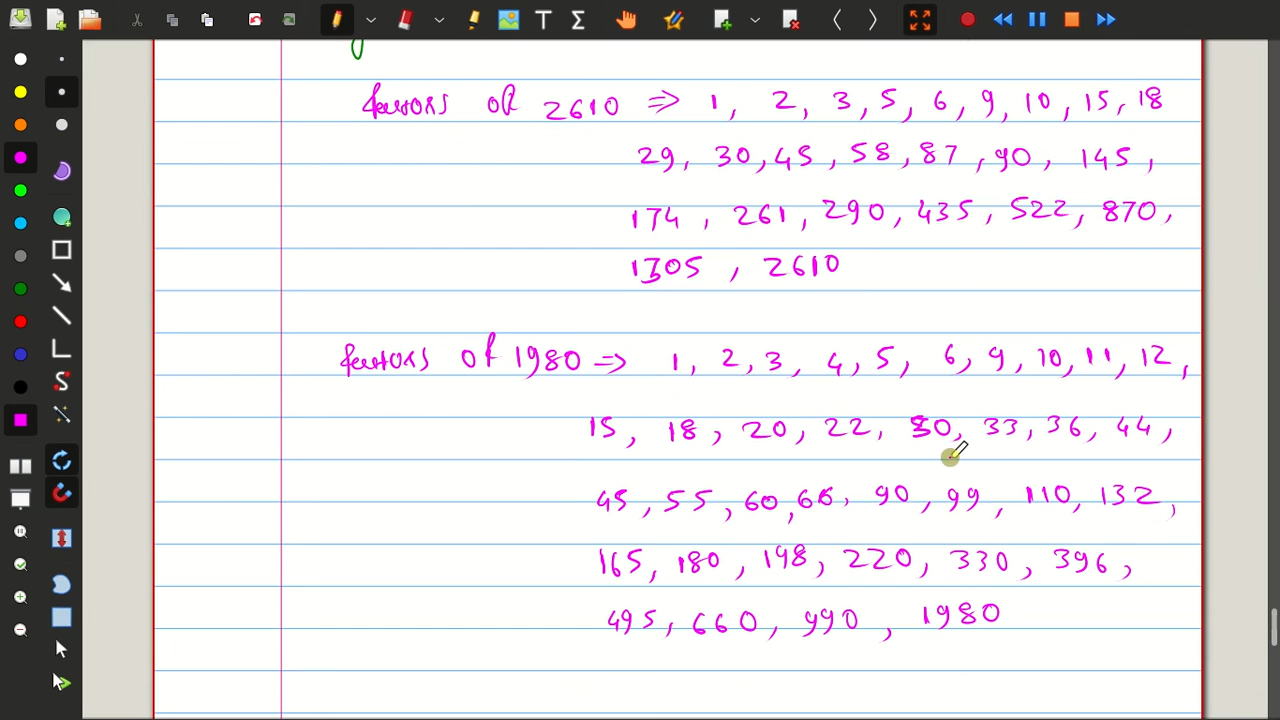 factors of 2610 ⇒ 1, 2, 3, 5, 6, 9, 10, 15, 18
29, 30, 45, 58, 87, 90, 145,
174, 261, 290, 435, 522, 870,
1305, 2610
factors of 1980 ⇒ 1, 2, 3, 4, 5, 6, 9, 10, 11, 12,
15, 18, 20, 22, 30, 33, 36, 44,
45, 55, 60, 66, 90, 99, 110, 132,
165, 180, 198, 220, 330, 396,
495, 660, 990, 1980